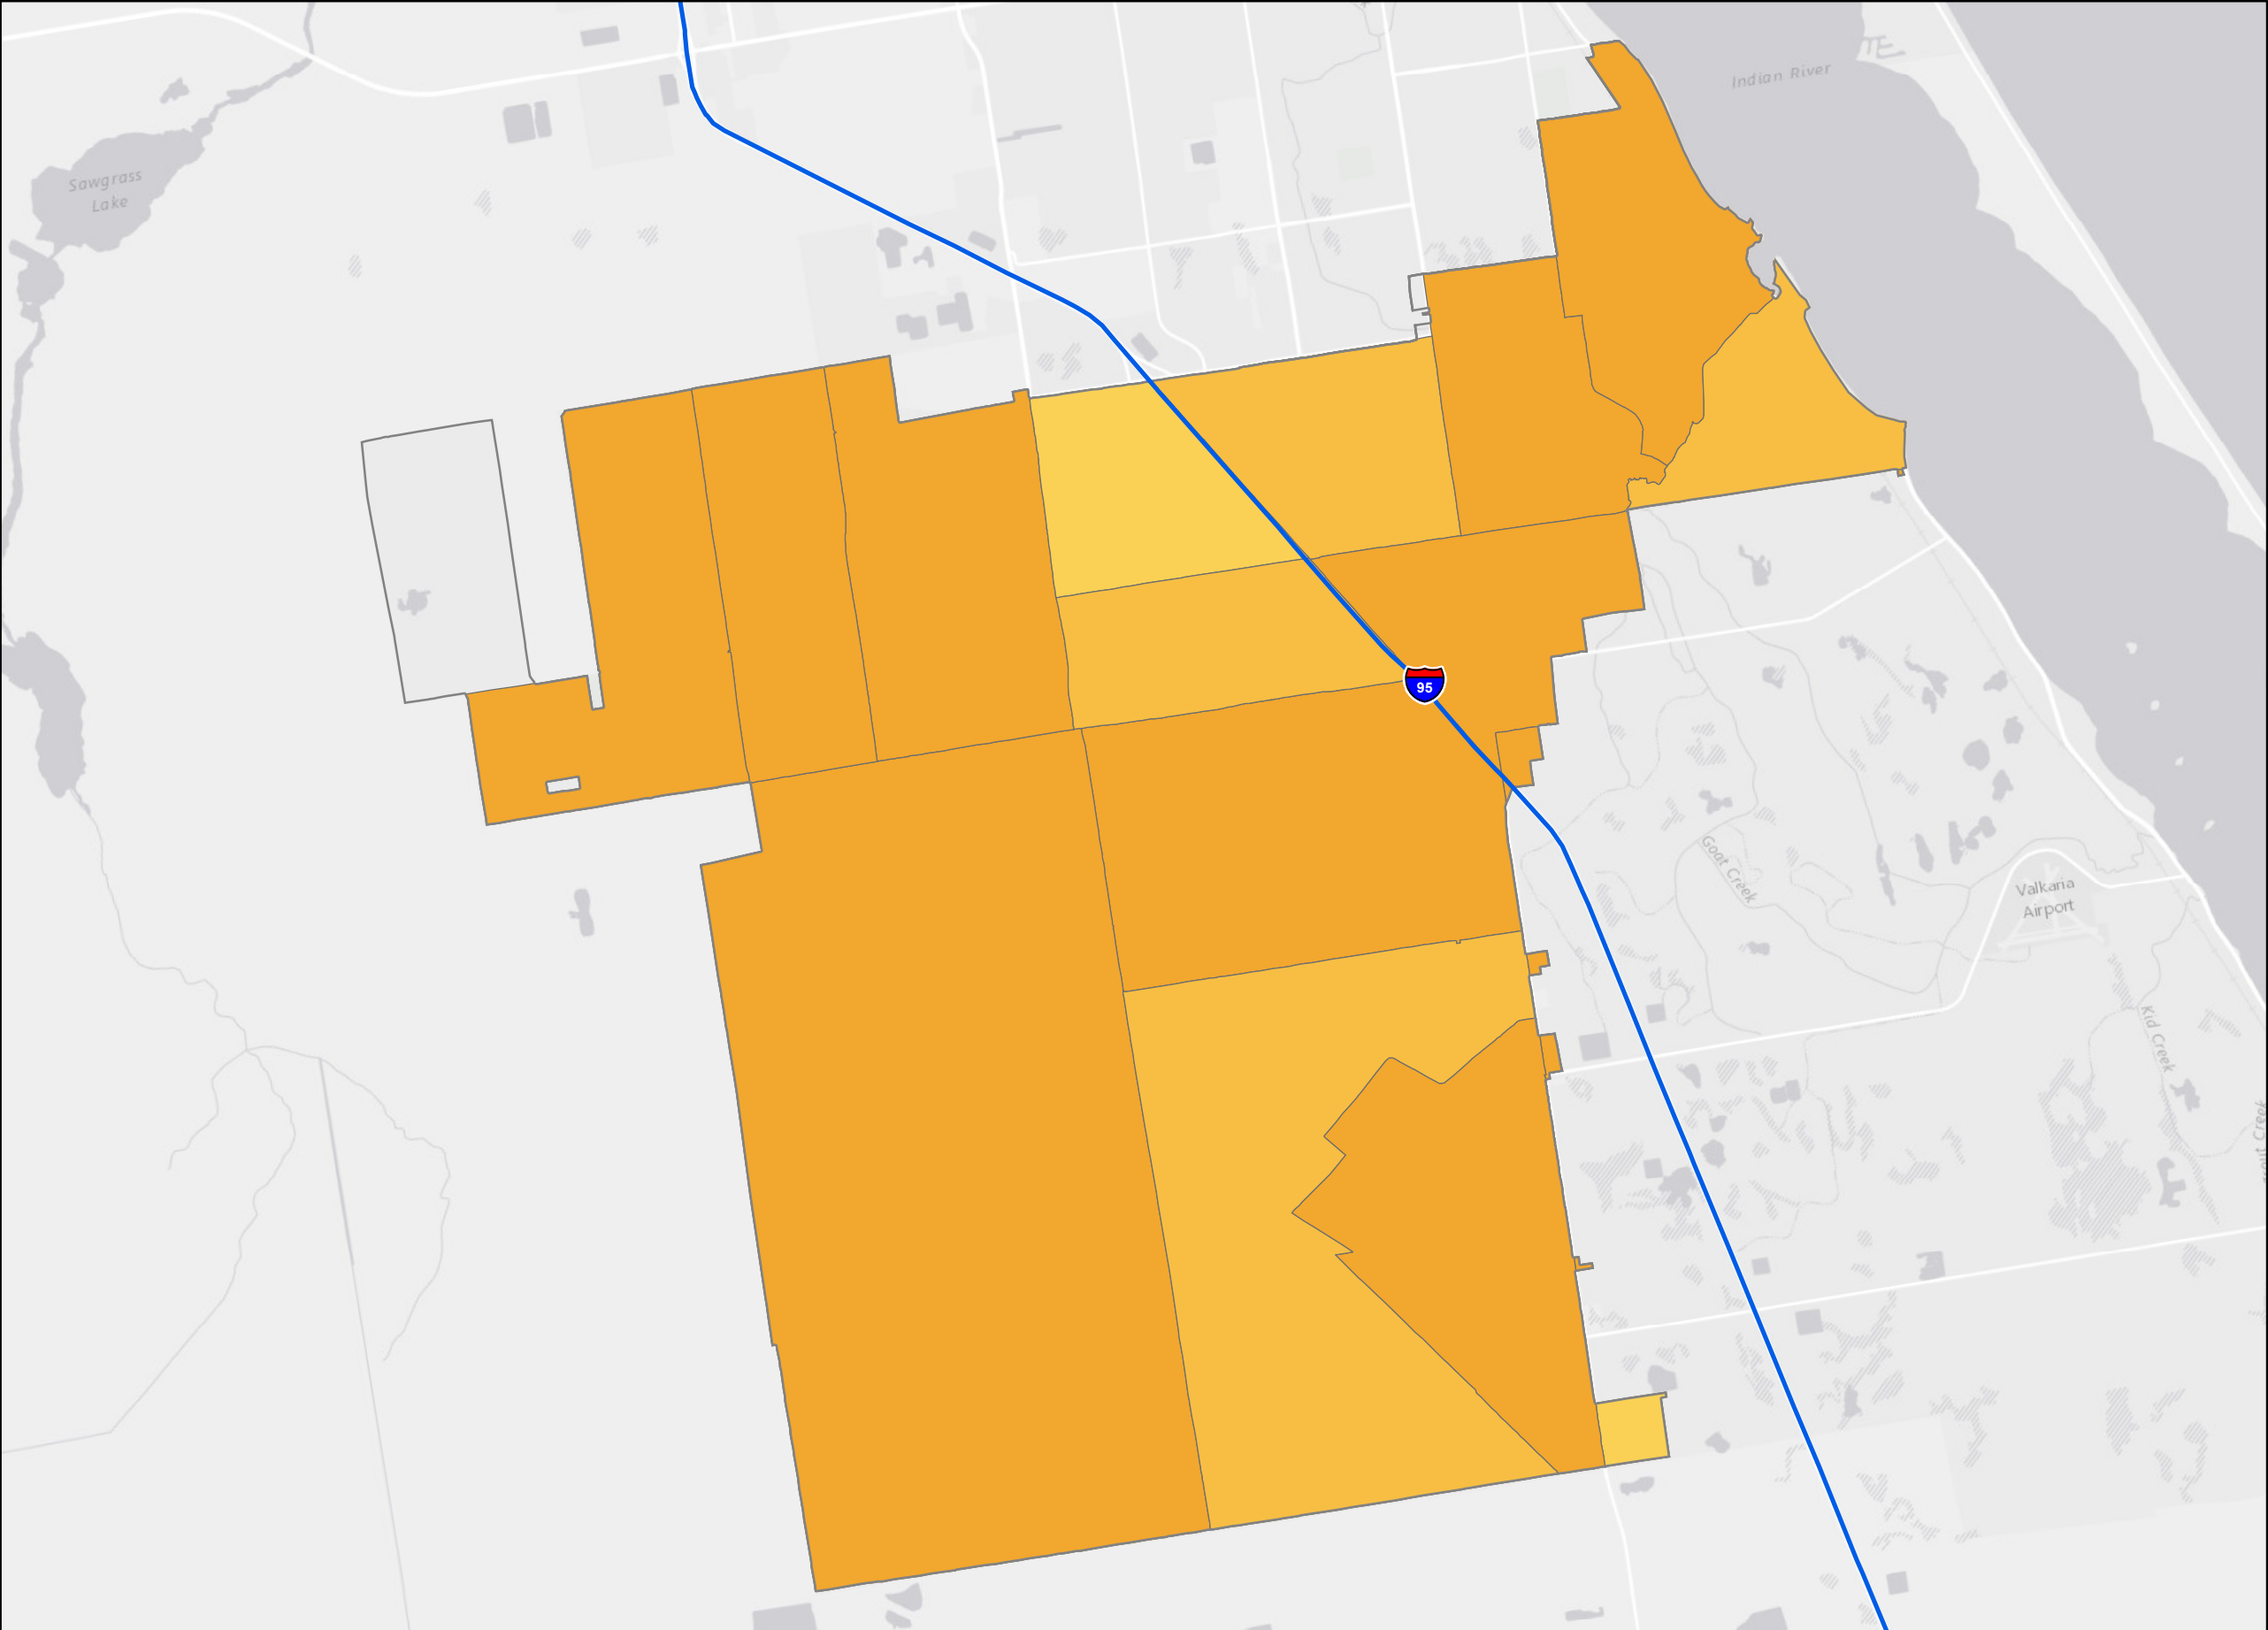 Indian River
Sawgrass
Lake
95
Goat Creek
Valkaria
Airport
Kid Creek